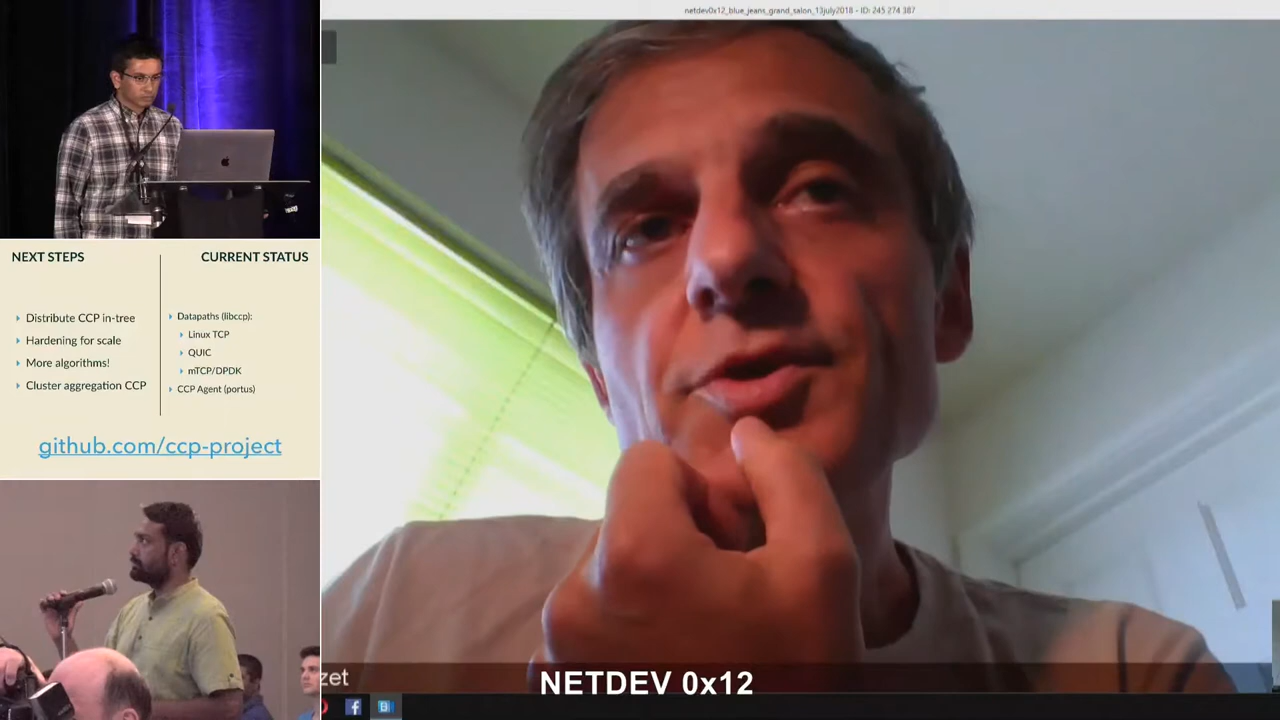 netdev0x12_blue_jeans_grand_salon_13july2018 - ID: 245 274 387
NEXT STEPS
Distribute CCP in-tree
Hardening for scale
More algorithms!
Cluster aggregation CCP
CURRENT STATUS
Datapaths (libccp):
Linux TCP
QUIC
mTCP/DPDK
CCP Agent (portus)
github.com/ccp-project
zet
NETDEV 0x12